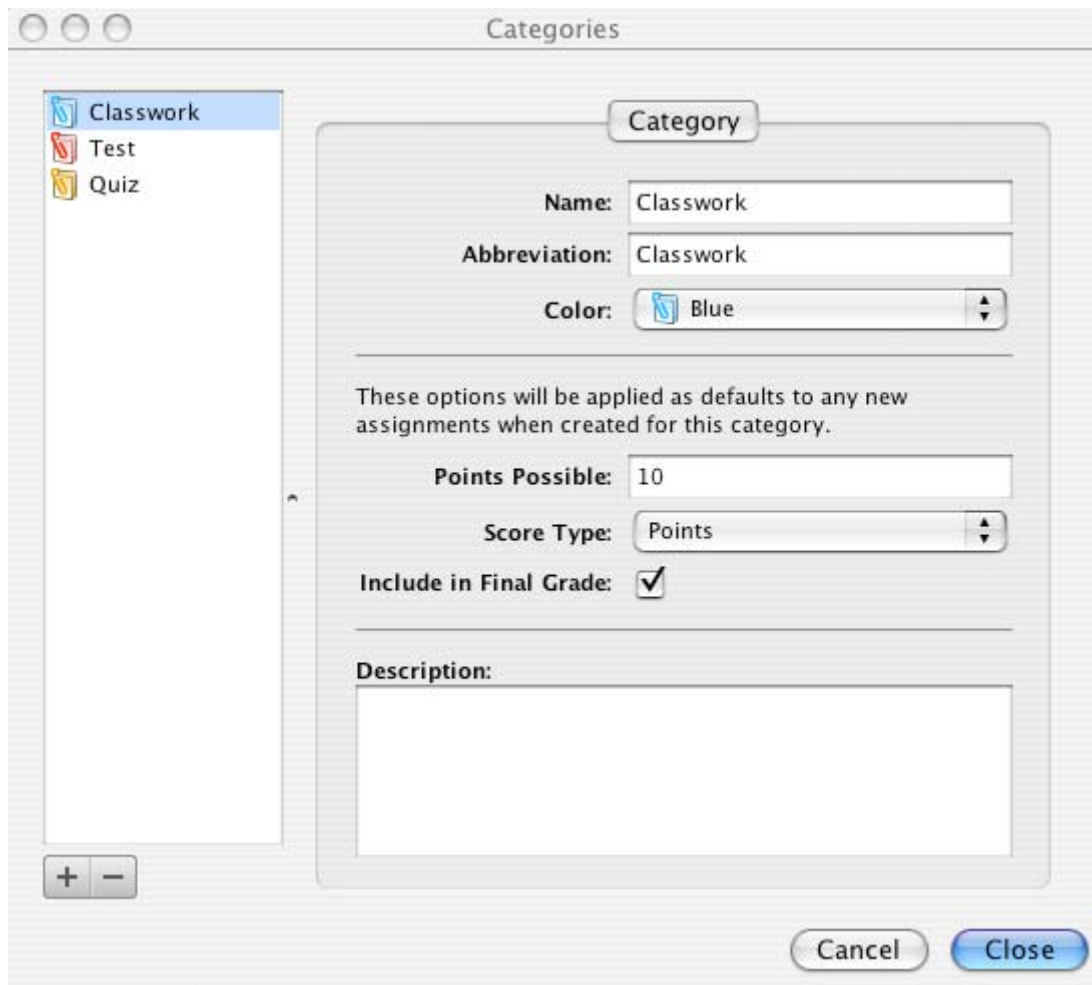 Categories
Classwork
Test
Quiz
Category
Name: Classwork
Abbreviation: Classwork
Color: Blue
These options will be applied as defaults to any new
assignments when created for this category.
Points Possible: 10
Score Type: Points
Include in Final Grade:
Description:
+ −
Cancel Close